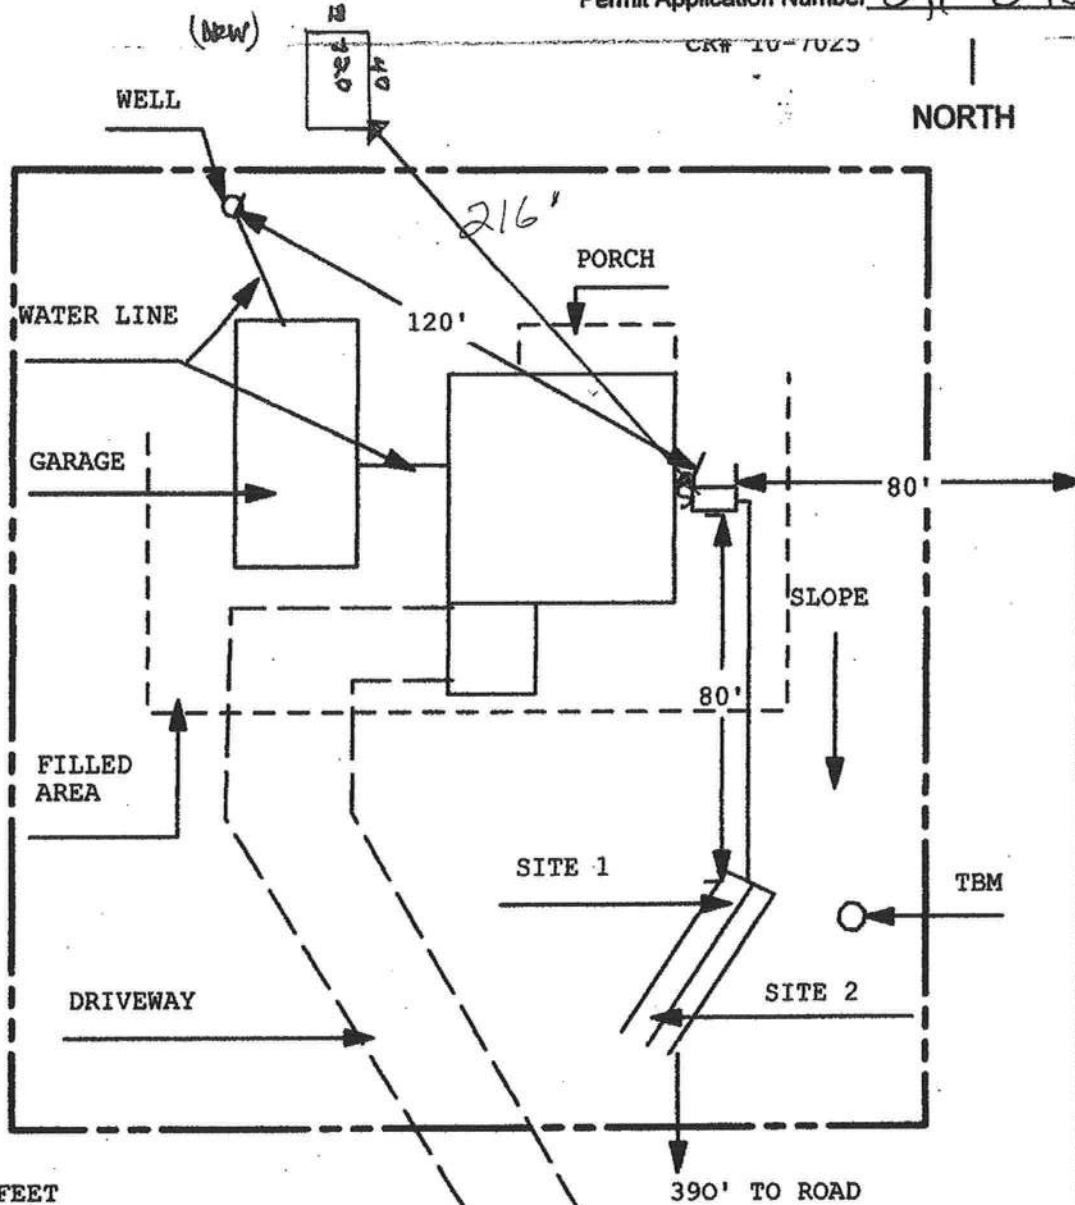 Permit Application Number
(NEW)
40
CR# 10-7025
WELL
NORTH
216"
PORCH
WATER LINE
120'
GARAGE
80'
SLOPE
80'
FILLED
AREA
SITE 1
TBM
DRIVEWAY
SITE 2
FEET
390' TO ROAD